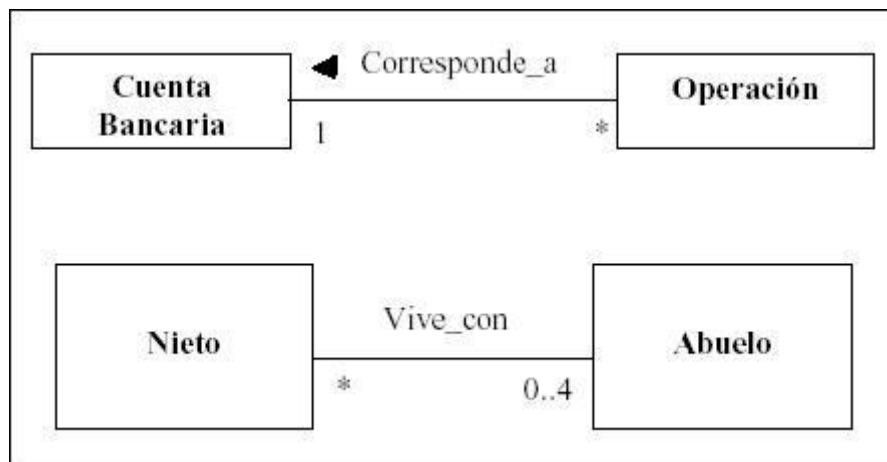 Corresponde_a
Cuenta
Bancaria
Operación
1
*
Vive_con
Nieto
Abuelo
*
0..4